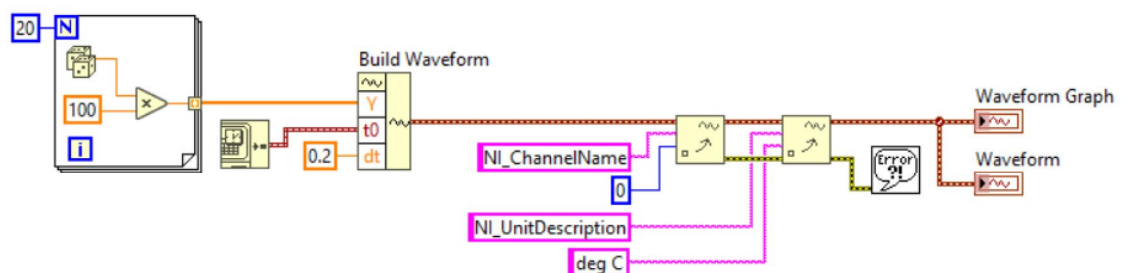 20
N
100
i
Build Waveform
Y
t0
dt
0.2
NI_ChannelName
0
NI_UnitDescription
deg C
Error
?!
Waveform Graph
Waveform